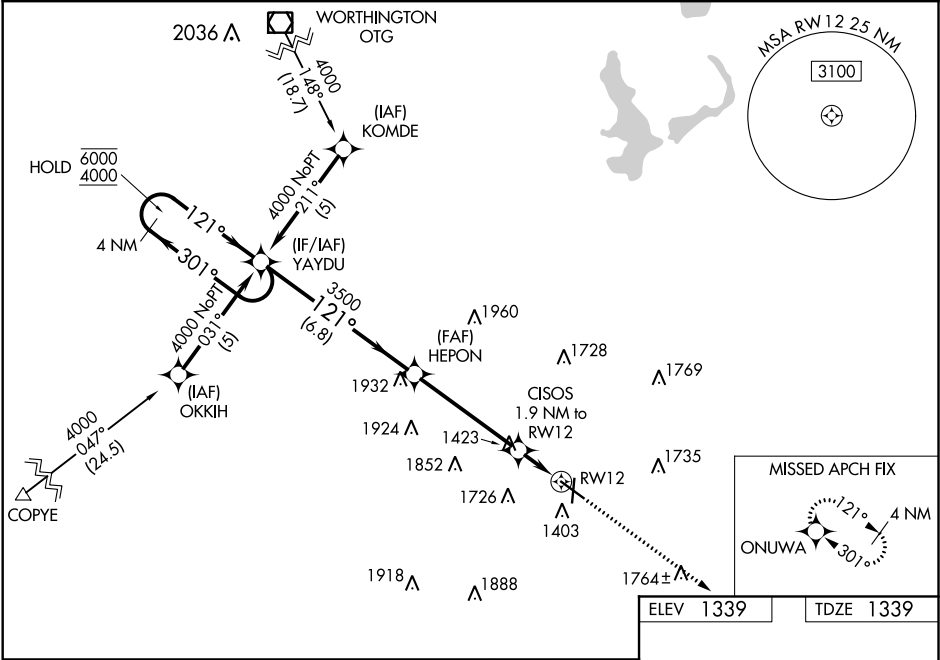 WORTHINGTON
OTG
2036
4000
148°
(18.7)
MSA RW12 25 NM
3100
(IAF)
KOMDE
HOLD 6000
4000
4000 NoPT
211°
(5)
121°
4 NM
301°
(IF/IAF)
YAYDU
3500
121°
(6.8)
4000 NoPT
031°
(5)
1960
(FAF)
HEPON
1728
1769
1932
(IAF)
OKKIH
CISOS
1.9 NM to
RW12
1924
1423
4000
047°
(24.5)
1852
1735
RW12
1726
MISSED APCH FIX
121°
4 NM
COPYE
1403
ONUWA
301°
1918
1888
1764±
ELEV 1339
TDZE 1339